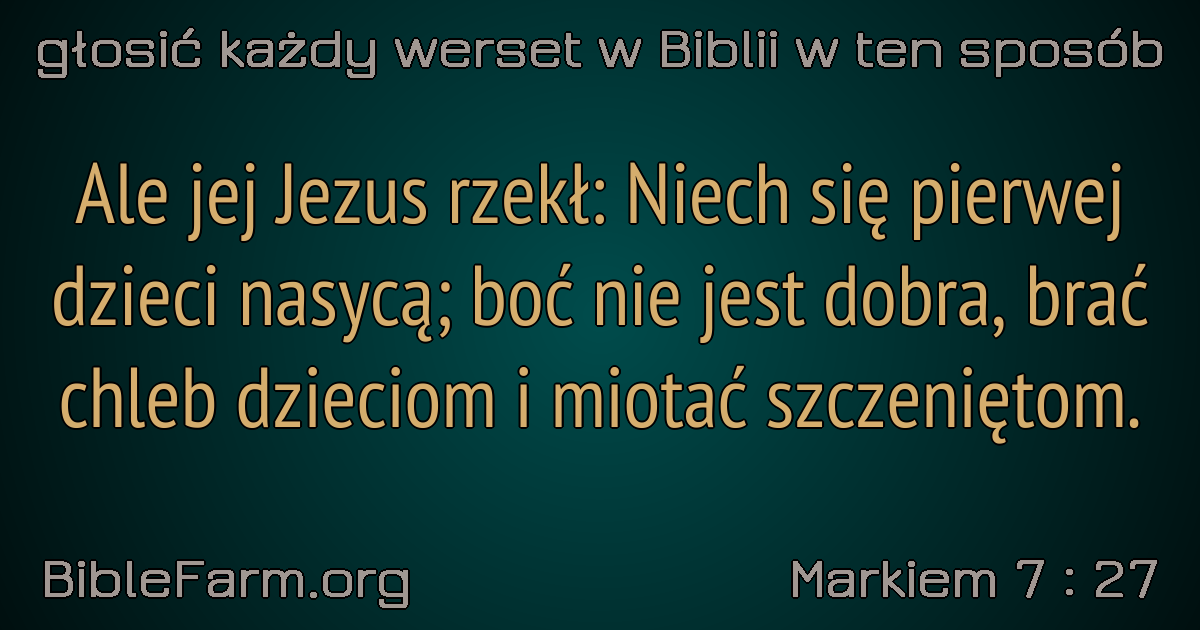 głosić każdy werset w Biblii w ten sposób
Ale jej Jezus rzekł: Niech się pierwej
dzieci nasycą; boć nie jest dobra, brać
chleb dzieciom i miotać szczeniętom.
BibleFarm.org
Markiem 7 : 27